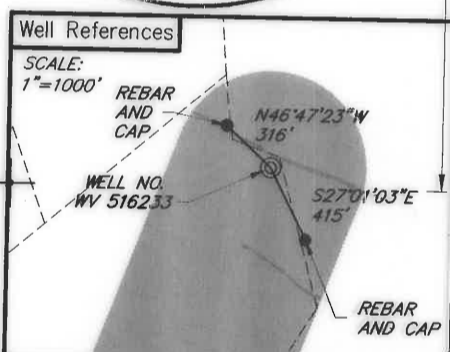 Well References
SCALE:
1"=1000'
REBAR
AND
CAP
N46°47'23"W
316'
WELL NO.
WV 516233
S27°01'03"E
415'
REBAR
AND CAP